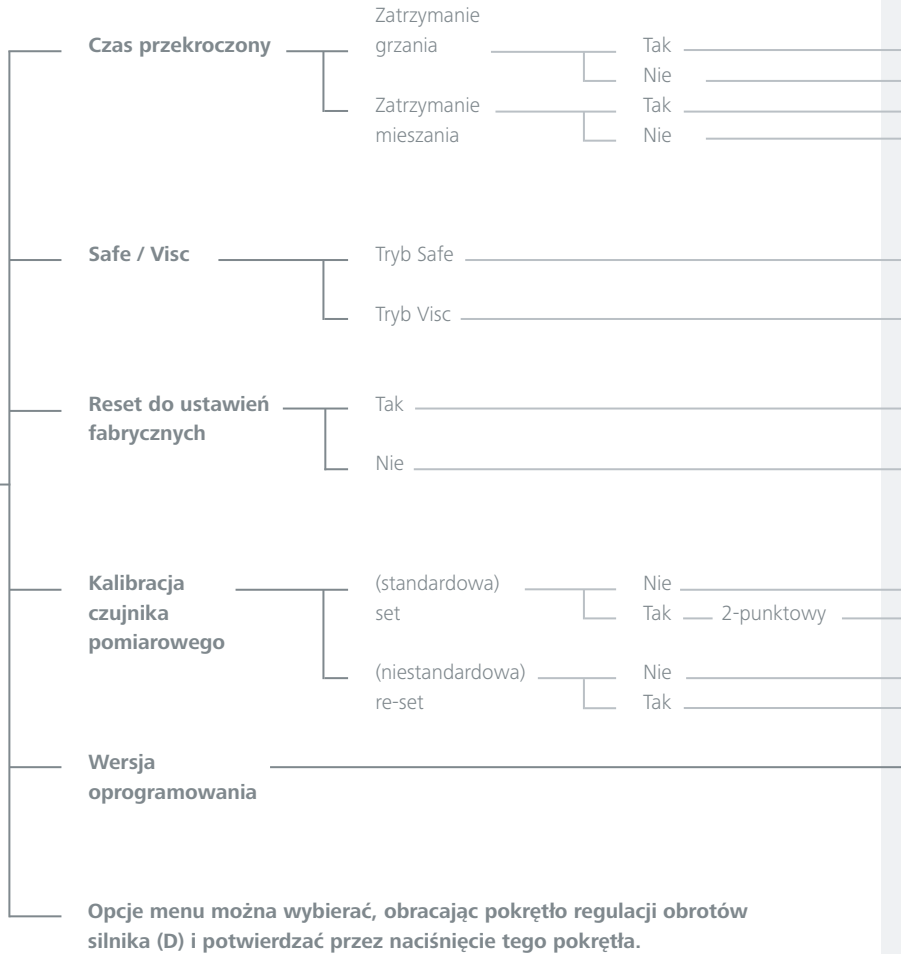 Zatrzymanie
Czas przekroczony grzania Tak
Nie
Zatrzymanie Tak
mieszania Nie
Safe / Visc Tryb Safe
Tryb Visc
Reset do ustawień Tak
fabrycznych
Nie
Kalibracja (standardowa) Nie
czujnika set Tak 2-punktowy
pomiarowego
(niestandardowa) Nie
re-set Tak
Wersja
oprogramowania
Opcje menu można wybierać, obracając pokrętło regulacji obrotów
silnika (D) i potwierdzać przez naciśnięcie tego pokrętła.